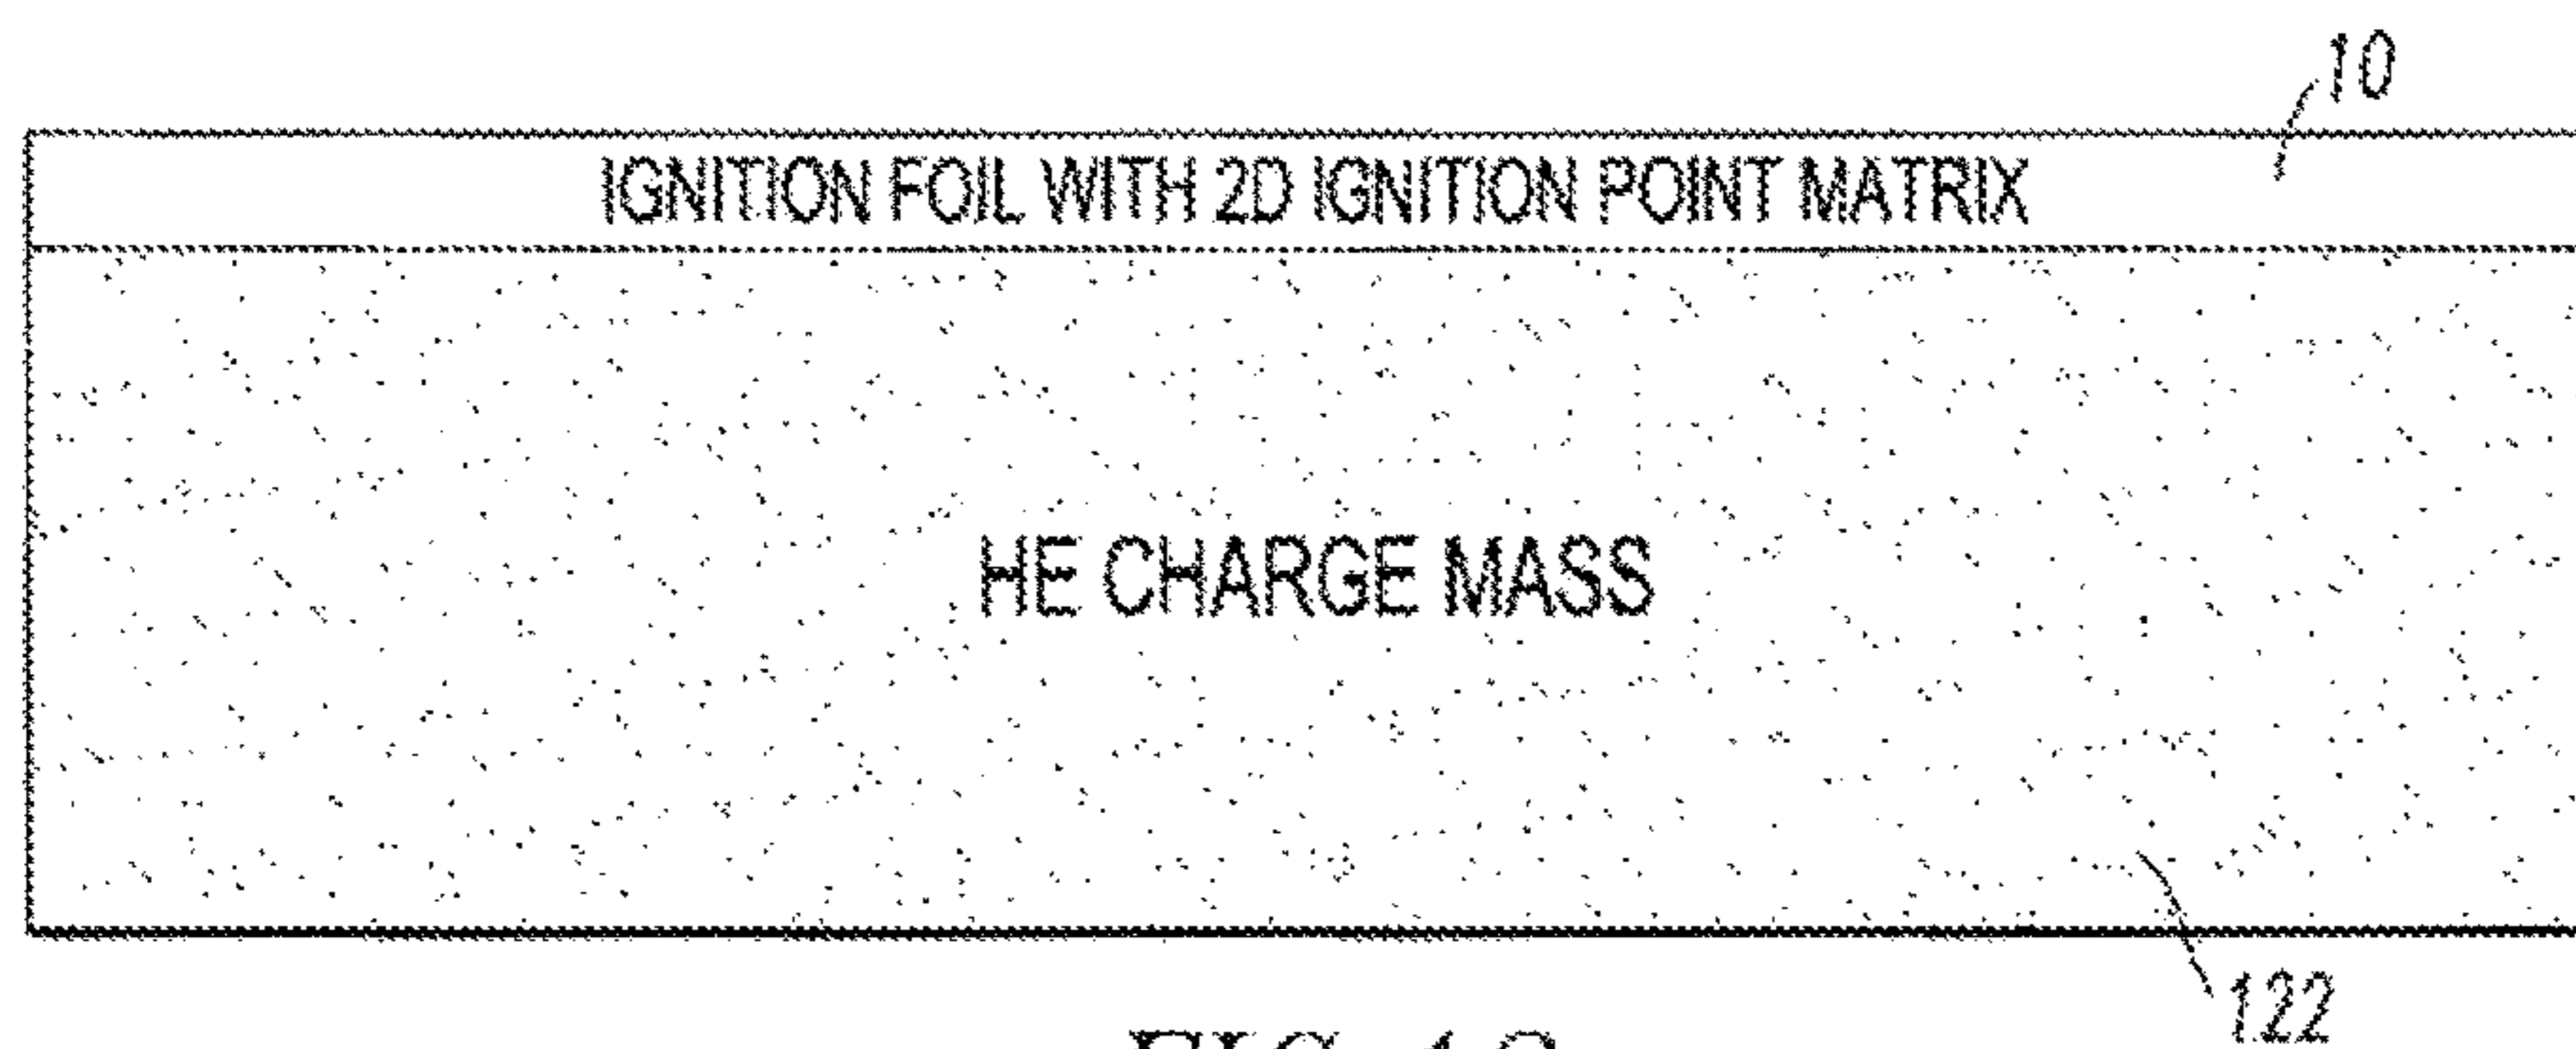 10
IGNITION FOIL WITH 2D IGNITION POINT MATRIX
HE CHARGE MASS
122